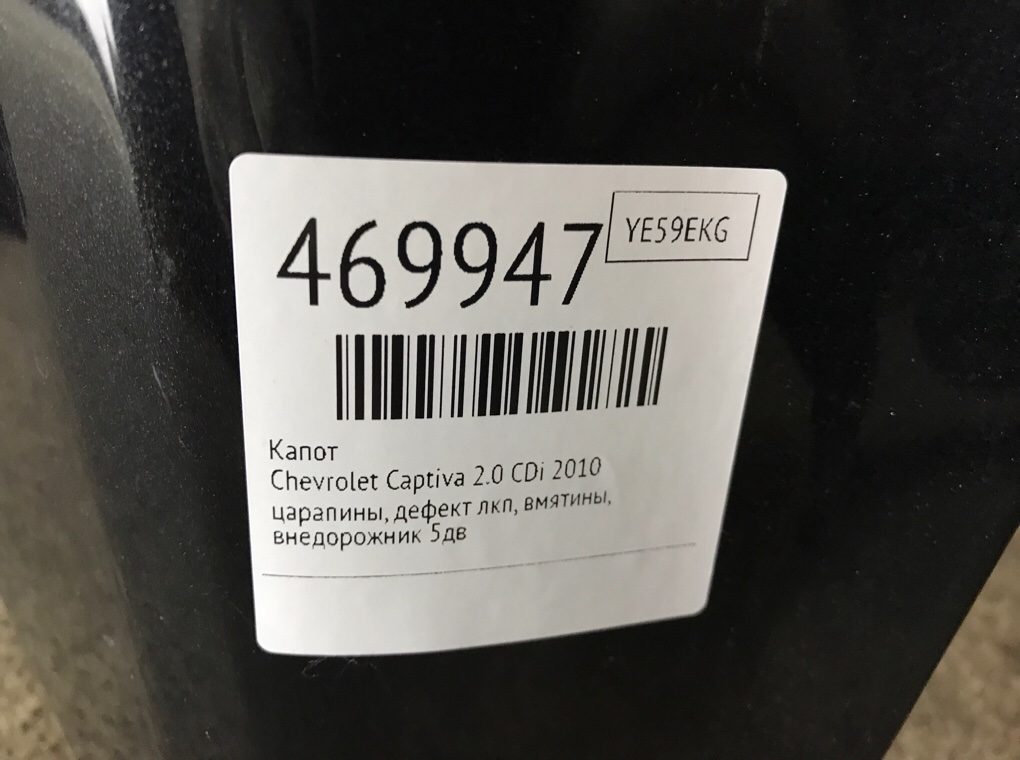 469947
YE59EKG
Капот
Chevrolet Captiva 2.0 CDi 2010
царапины, дефект лкп, вмятины,
внедорожник 5дв